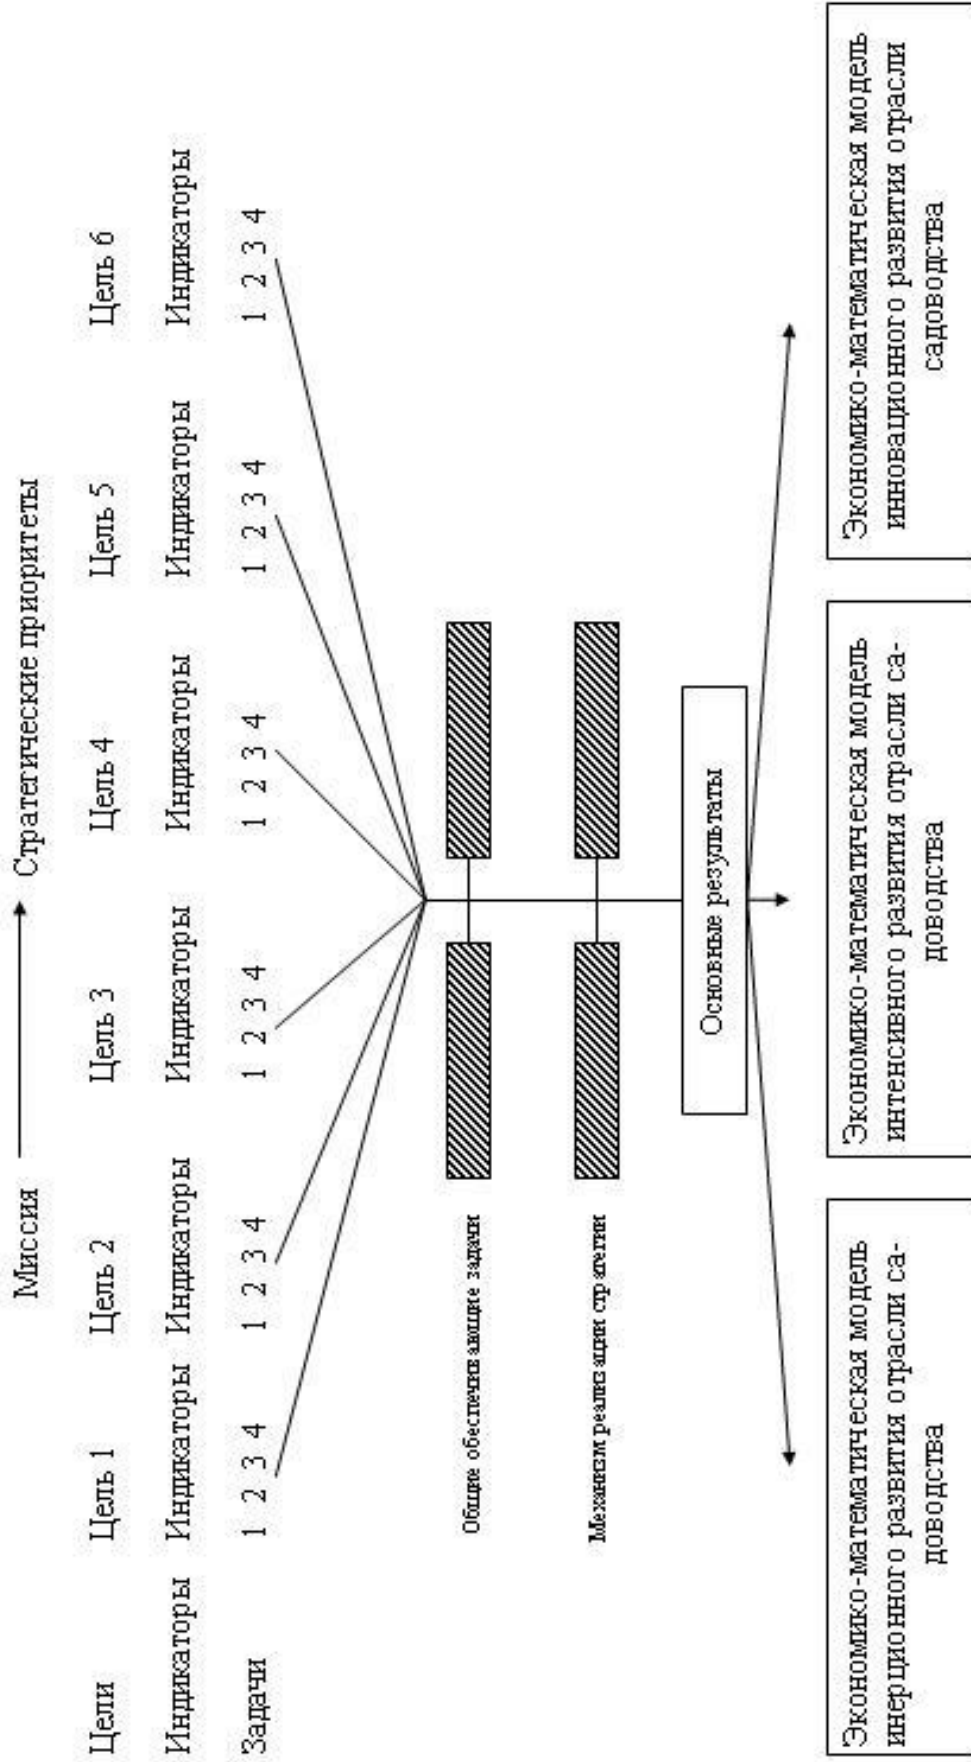 Миссия Стратегические приоритеты
Цели Цель 1 Цель 2 Цель 3 Цель 4 Цель 5 Цель 6
Индикаторы Индикаторы Индикаторы Индикаторы Индикаторы Индикаторы Индикаторы
Задачи 1 2 3 4 1 2 3 4 1 2 3 4 1 2 3 4 1 2 3 4 1 2 3 4
Общие обеспечивающие задачи
Механизм реализации стратегии
Основные результаты
Экономико-математическая модель
инерционного развития отрасли са-
доводства
Экономико-математическая модель
интенсивного развития отрасли са-
доводства
Экономико-математическая модель
инновационного развития отрасли
садоводства